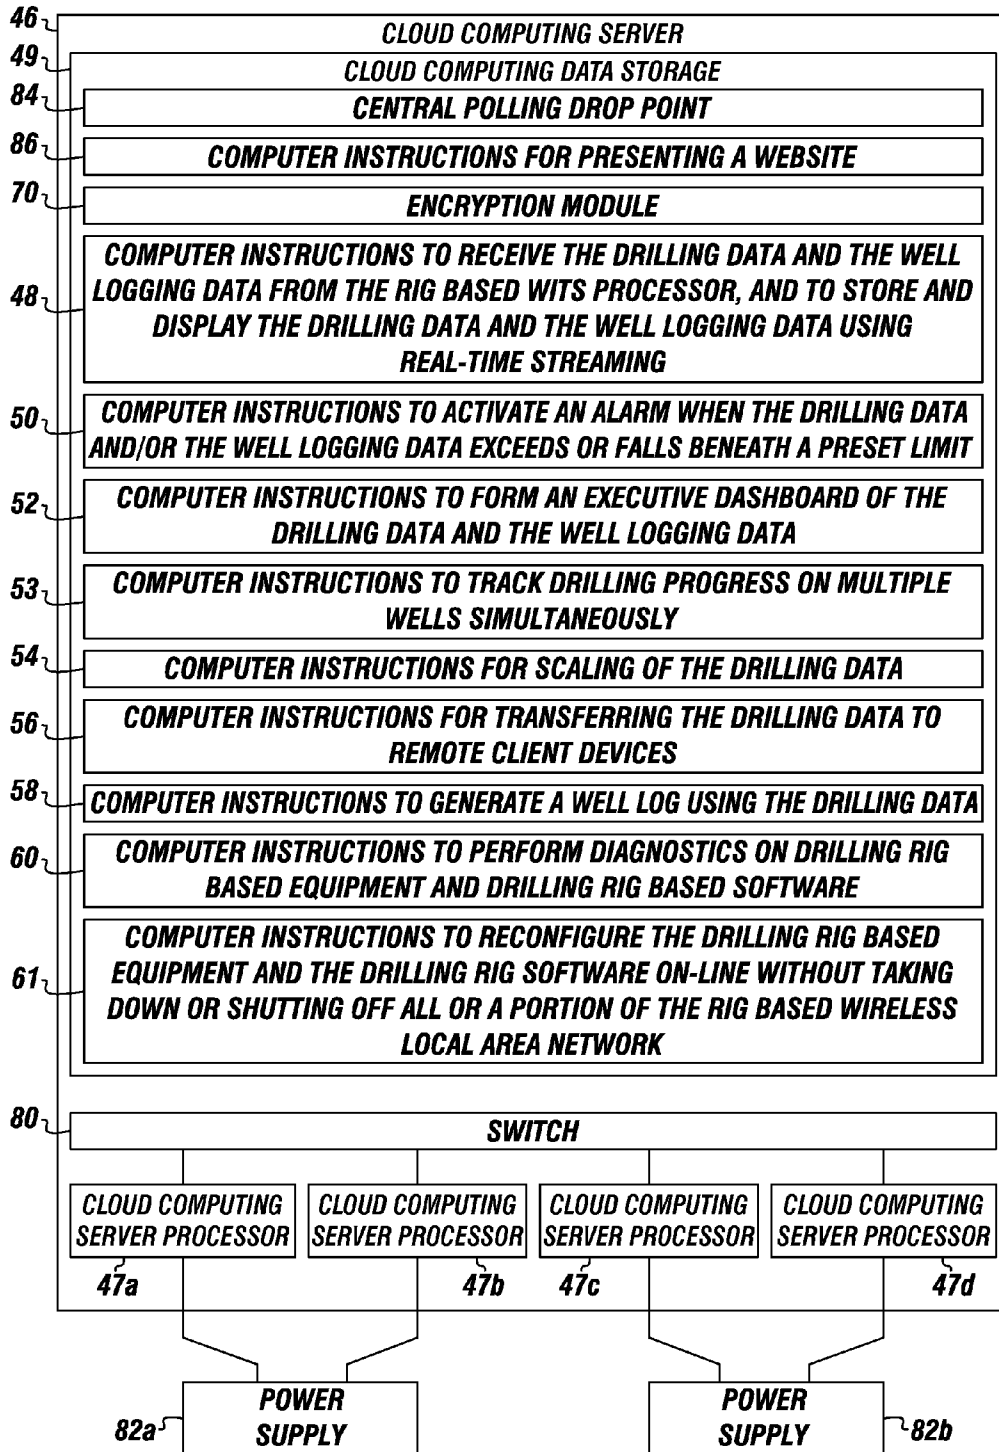 46
CLOUD COMPUTING SERVER
49
CLOUD COMPUTING DATA STORAGE
84
CENTRAL POLLING DROP POINT
86
COMPUTER INSTRUCTIONS FOR PRESENTING A WEBSITE
70
ENCRYPTION MODULE
48
COMPUTER INSTRUCTIONS TO RECEIVE THE DRILLING DATA AND THE WELL
LOGGING DATA FROM THE RIG BASED WITS PROCESSOR, AND TO STORE AND
DISPLAY THE DRILLING DATA AND THE WELL LOGGING DATA USING
REAL-TIME STREAMING
50
COMPUTER INSTRUCTIONS TO ACTIVATE AN ALARM WHEN THE DRILLING DATA
AND/OR THE WELL LOGGING DATA EXCEEDS OR FALLS BENEATH A PRESET LIMIT
52
COMPUTER INSTRUCTIONS TO FORM AN EXECUTIVE DASHBOARD OF THE
DRILLING DATA AND THE WELL LOGGING DATA
53
COMPUTER INSTRUCTIONS TO TRACK DRILLING PROGRESS ON MULTIPLE
WELLS SIMULTANEOUSLY
54
COMPUTER INSTRUCTIONS FOR SCALING OF THE DRILLING DATA
56
COMPUTER INSTRUCTIONS FOR TRANSFERRING THE DRILLING DATA TO
REMOTE CLIENT DEVICES
58
COMPUTER INSTRUCTIONS TO GENERATE A WELL LOG USING THE DRILLING DATA
60
COMPUTER INSTRUCTIONS TO PERFORM DIAGNOSTICS ON DRILLING RIG
BASED EQUIPMENT AND DRILLING RIG BASED SOFTWARE
61
COMPUTER INSTRUCTIONS TO RECONFIGURE THE DRILLING RIG BASED
EQUIPMENT AND THE DRILLING RIG SOFTWARE ON-LINE WITHOUT TAKING
DOWN OR SHUTTING OFF ALL OR A PORTION OF THE RIG BASED WIRELESS
LOCAL AREA NETWORK
80
SWITCH
CLOUD COMPUTING
SERVER PROCESSOR
47a
CLOUD COMPUTING
SERVER PROCESSOR
47b
CLOUD COMPUTING
SERVER PROCESSOR
47c
CLOUD COMPUTING
SERVER PROCESSOR
47d
POWER
SUPPLY
82a
POWER
SUPPLY
82b